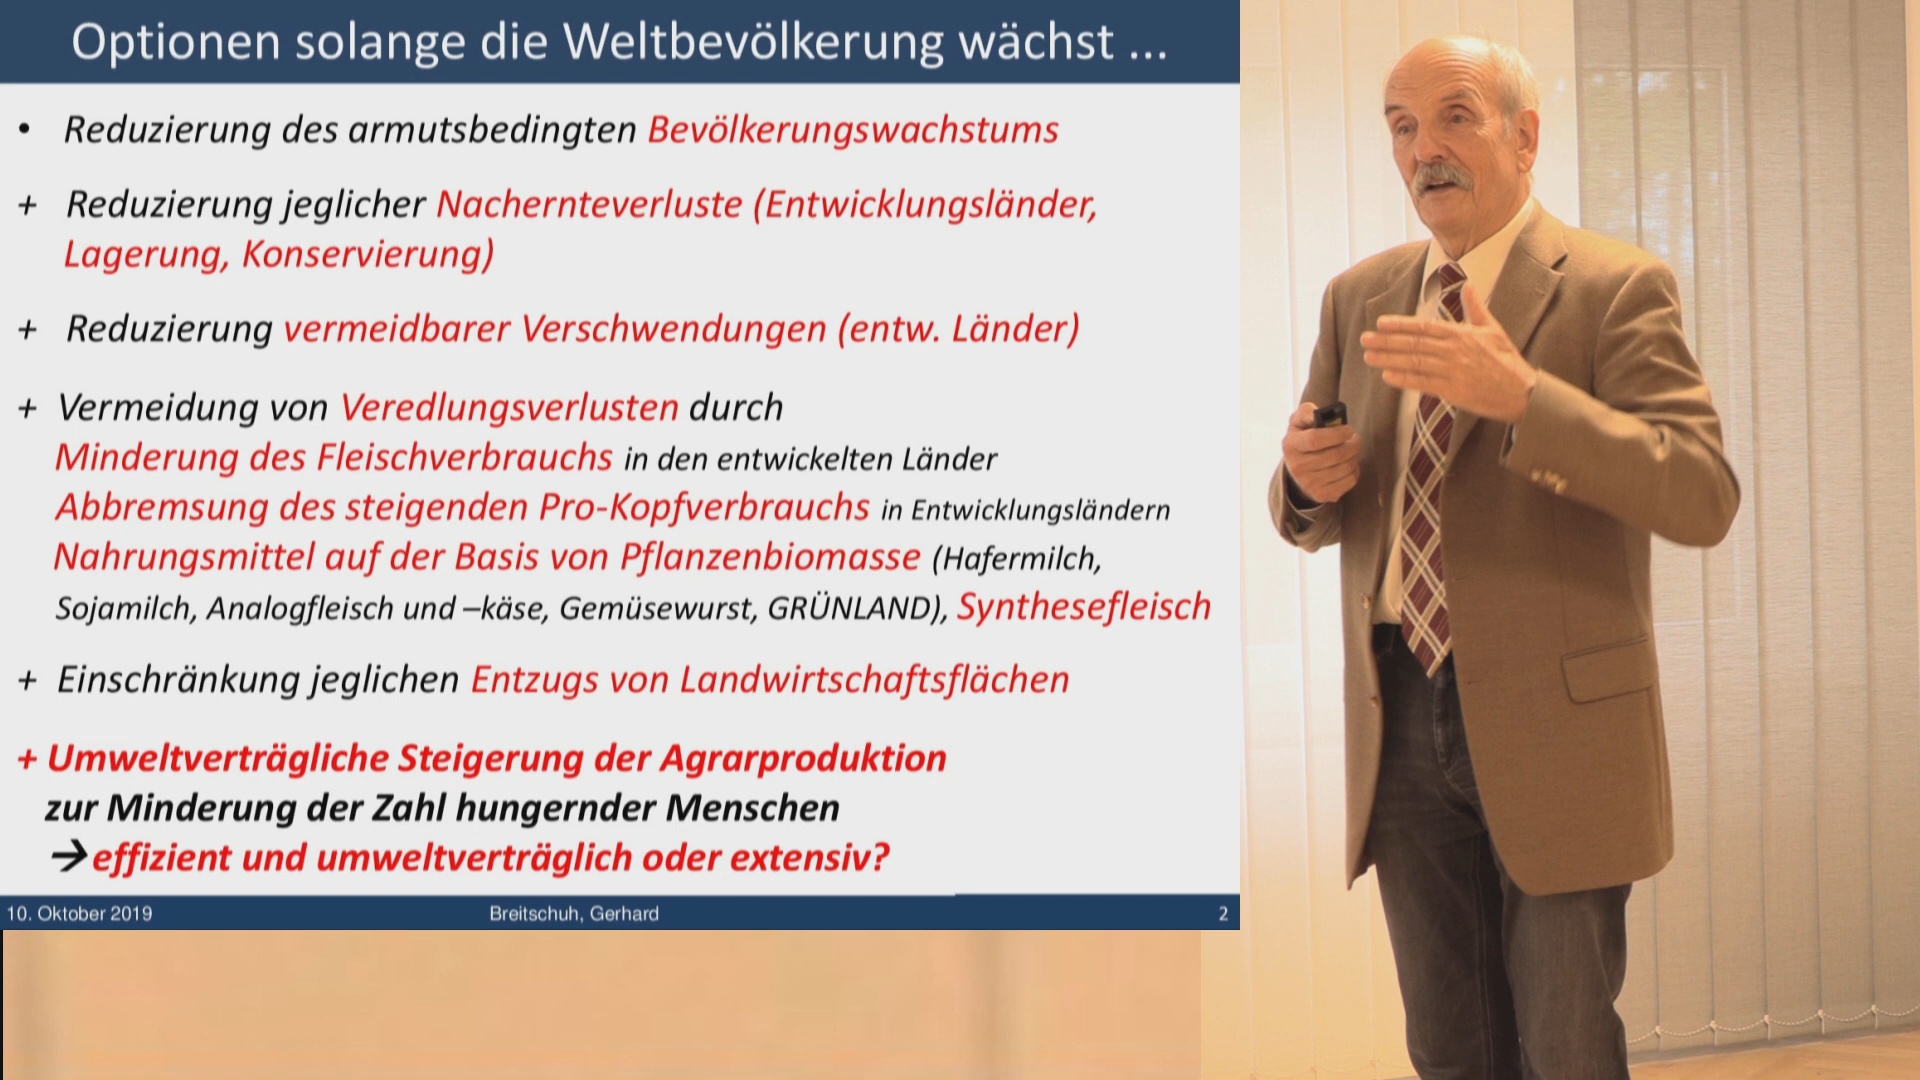 Optionen solange die Weltbevölkerung wächst ...
• Reduzierung des armutsbedingten Bevölkerungswachstums
+ Reduzierung jeglicher Nachernteverluste (Entwicklungsländer,
Lagerung, Konservierung)
+ Reduzierung vermeidbarer Verschwendungen (entw. Länder)
+ Vermeidung von Veredlungsverlusten durch
Minderung des Fleischverbrauchs in den entwickelten Länder
Abbremsung des steigenden Pro-Kopfverbrauchs in Entwicklungsländern
Nahrungsmittel auf der Basis von Pflanzenbiomasse (Hafermilch,
Sojamilch, Analogfleisch und –käse, Gemüsewurst, GRÜNLAND), Synthesefleisch
+ Einschränkung jeglichen Entzugs von Landwirtschaftsflächen
+ Umweltverträgliche Steigerung der Agrarproduktion
zur Minderung der Zahl hungernder Menschen
→ effizient und umweltverträglich oder extensiv?
10. Oktober 2019
Breitschuh, Gerhard
2